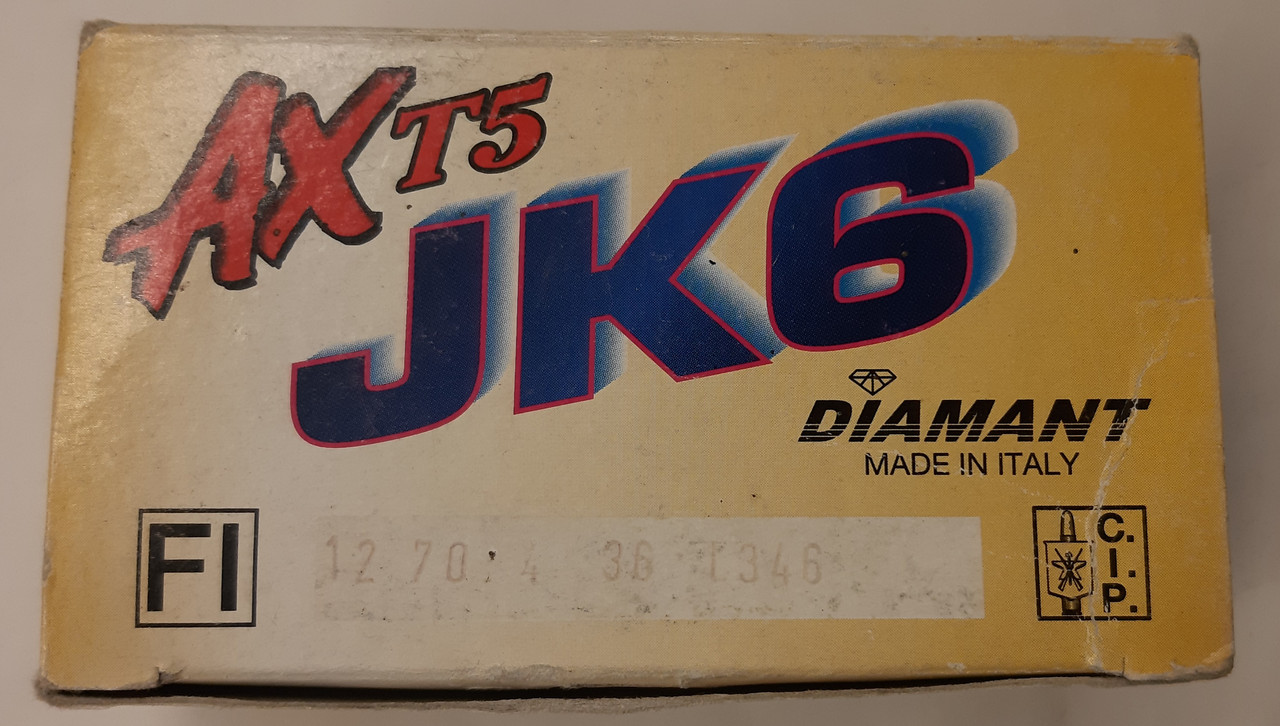 AX T5
JK6
DIAMANT
MADE IN ITALY
FI
12 70 4 36 L346
C.
I.
P.